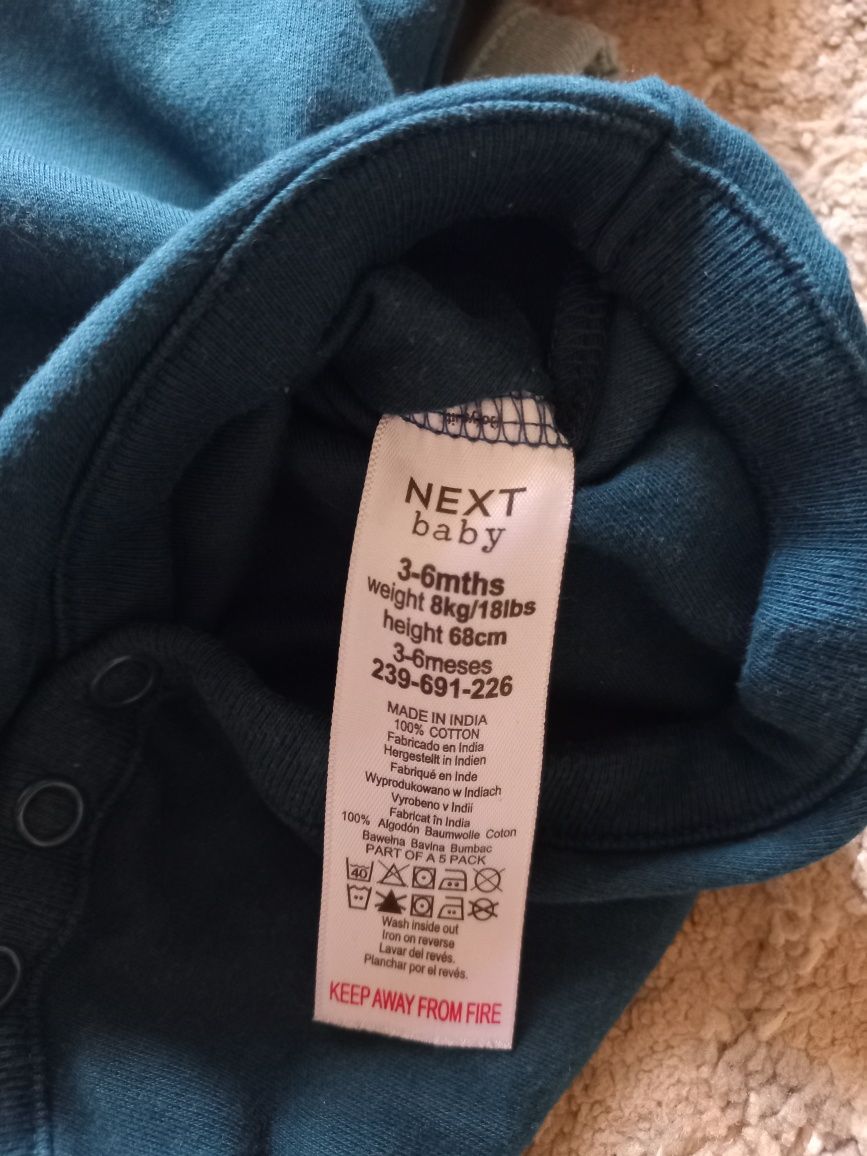 NEXT
baby
3-6mths
weight 8kg/18lbs
height 68cm
3-6meses
239-691-226
MADE IN INDIA
100% COTTON
Fabricado en India
Hergestellt in Indien
Fabriqué en Inde
Wyprodukowano w Indiach
Vyrobeno v Indii
Fabricat în India
100% Algodón Baumwolle Coton
Bawełna Bavlna Bumbac
PART OF A 5 PACK
40
Wash inside out
Iron on reverse
Lavar del revés.
Planchar por el revés.
KEEP AWAY FROM FIRE